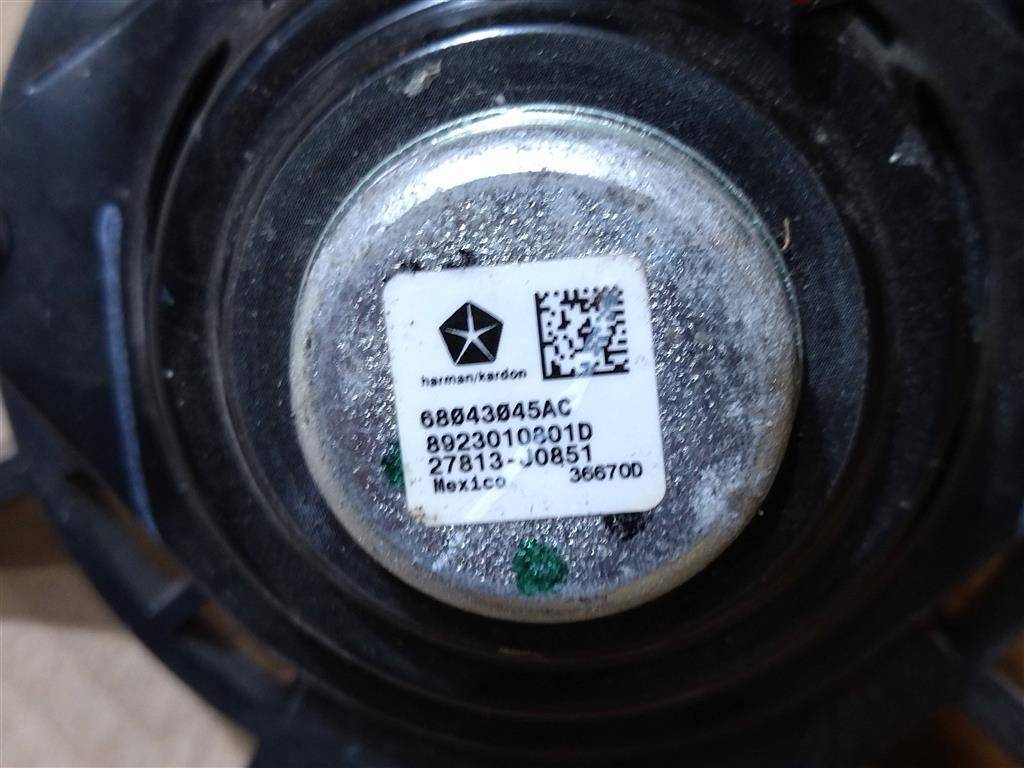 harman/kardon
68043045AC
8923010801D
27813-J0851
Mexico 36670D